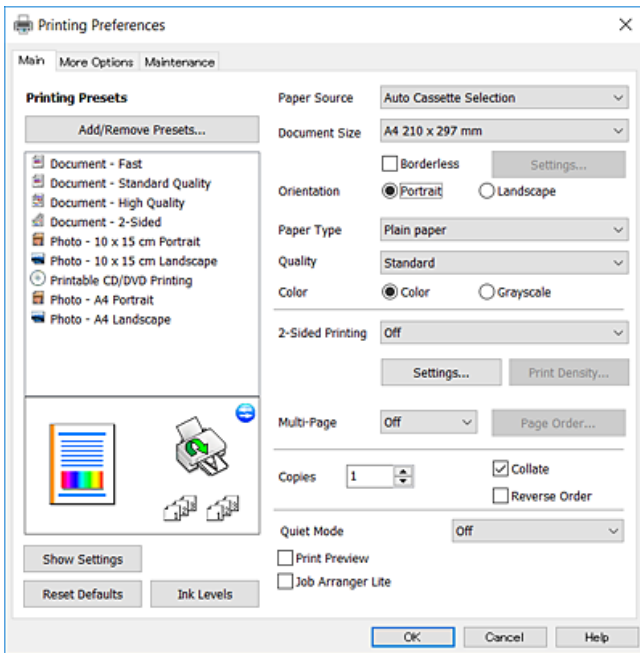 Printing Preferences
Main More Options Maintenance
Printing Presets
Add/Remove Presets...
Document - Fast
Document - Standard Quality
Document - High Quality
Document - 2-Sided
Photo - 10 x 15 cm Portrait
Photo - 10 x 15 cm Landscape
Printable CD/DVD Printing
Photo - A4 Portrait
Photo - A4 Landscape
Show Settings
Reset Defaults Ink Levels
Paper Source Auto Cassette Selection
Document Size A4 210 x 297 mm
Borderless Settings...
Orientation Portrait Landscape
Paper Type Plain paper
Quality Standard
Color Color Grayscale
2-Sided Printing Off
Settings... Print Density...
Multi-Page Off Page Order...
Copies 1 Collate
Reverse Order
Quiet Mode Off
Print Preview
Job Arranger Lite
OK Cancel Help